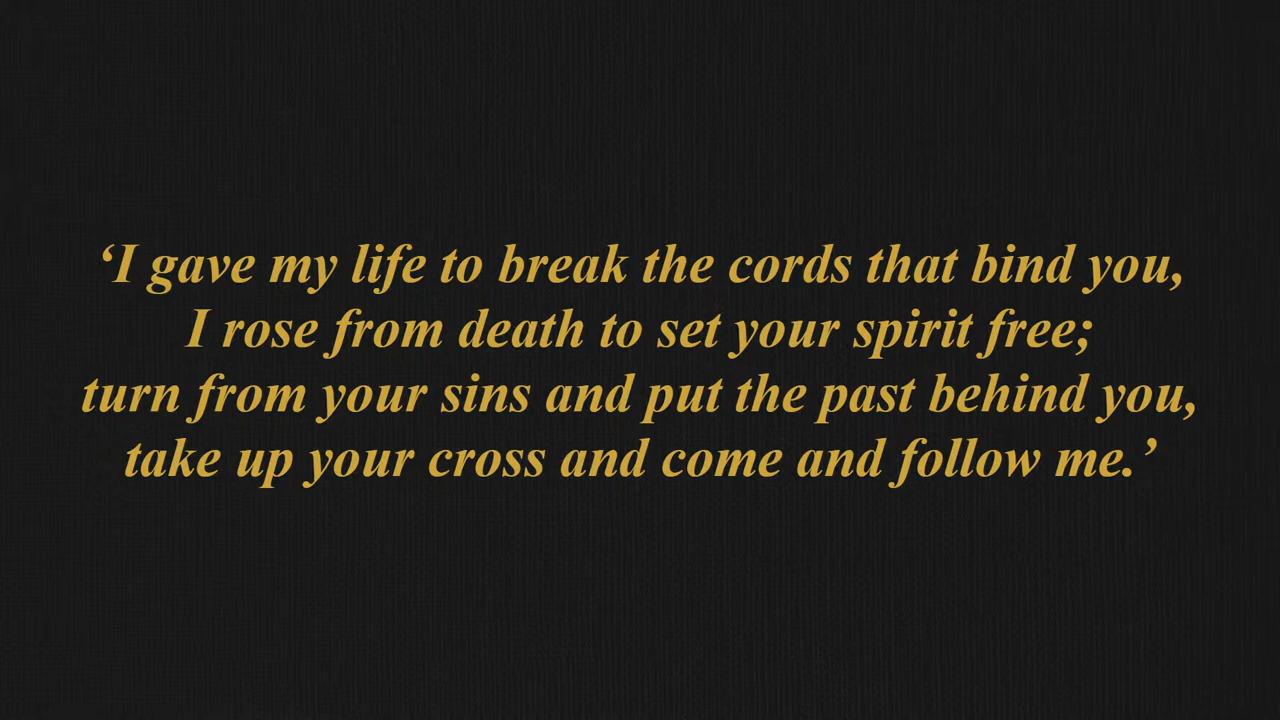 ‘I gave my life to break the cords that bind you,
I rose from death to set your spirit free;
turn from your sins and put the past behind you,
take up your cross and come and follow me.’